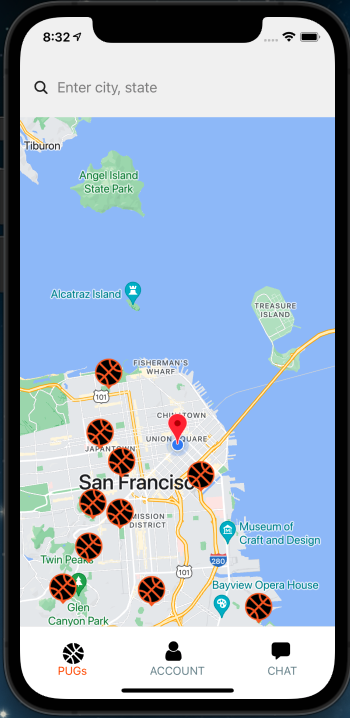 8:32
Enter city, state
Tiburon
Angel Island
State Park
Alcatraz Island
TREASURE
ISLAND
FISHERMAN'S
WHARF
101
CHINATOWN
UNION SQUARE
JAPANTOWN
San Francisco
MISSION
DISTRICT
Museum of
Craft and Design
Twin Peaks
280
101
Bayview Opera House
Glen
Canyon Park
PUGs
ACCOUNT
CHAT